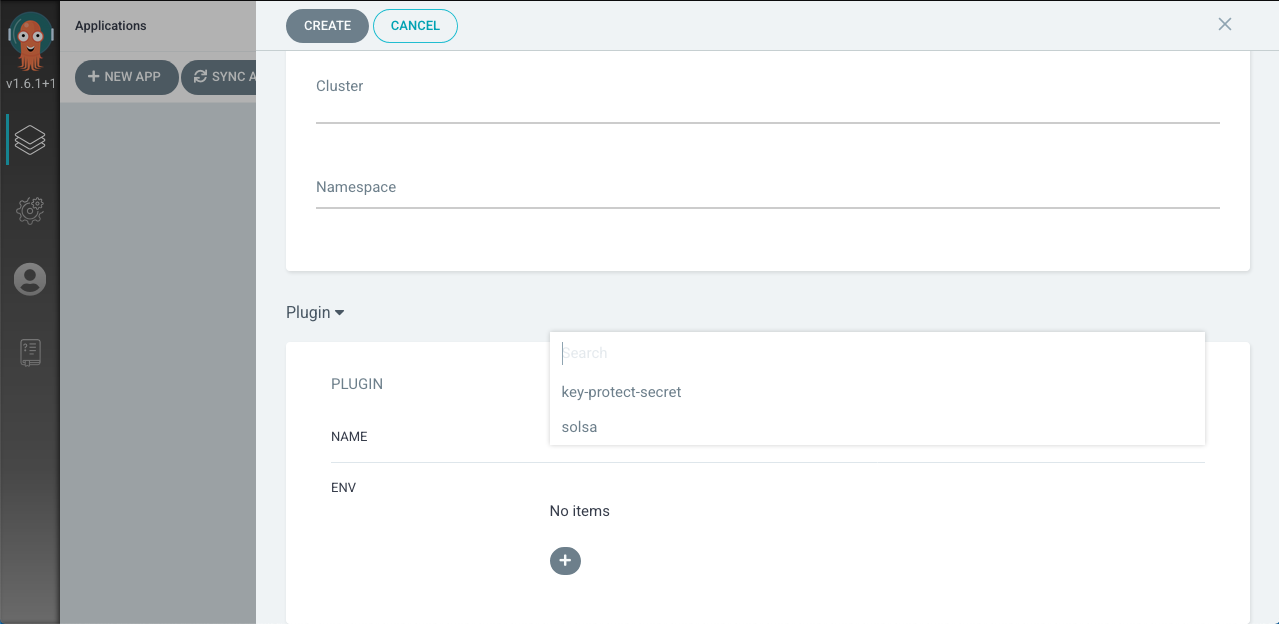 Applications
CREATE
CANCEL
v1.6.1+1
NEW APP
SYNC A
Cluster
Namespace
Plugin
Search
PLUGIN
key-protect-secret
solsa
NAME
ENV
No items